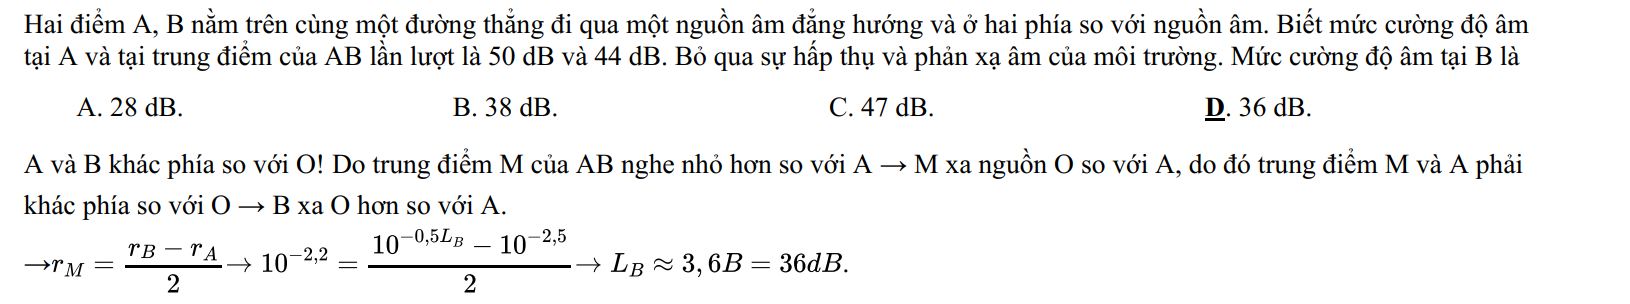 Hai điểm A, B nằm trên cùng một đường thẳng đi qua một nguồn âm đẳng hướng và ở hai phía so với nguồn âm. Biết mức cường độ âm
tại A và tại trung điểm của AB lần lượt là 50 dB và 44 dB. Bỏ qua sự hấp thụ và phản xạ âm của môi trường. Mức cường độ âm tại B là
A. 28 dB. B. 38 dB. C. 47 dB. D. 36 dB.
A và B khác phía so với O! Do trung điểm M của AB nghe nhỏ hơn so với A → M xa nguồn O so với A, do đó trung điểm M và A phải
khác phía so với O → B xa O hơn so với A.
→$r_M = \frac{r_B - r_A}{2} \rightarrow 10^{-2,2} = \frac{10^{-0,5L_B} - 10^{-2,5}}{2} \rightarrow L_B \approx 3,6B = 36dB.$